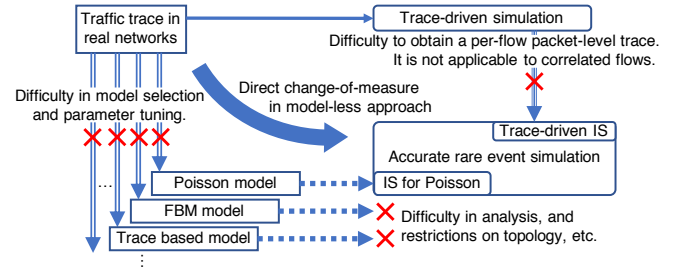 Traffic trace in
real networks
Trace-driven simulation
Difficulty to obtain a per-flow packet-level trace.
It is not applicable to correlated flows.
Difficulty in model selection
and parameter tuning.
Direct change-of-measure
in model-less approach
Trace-driven IS
Accurate rare event simulation
IS for Poisson
...
Poisson model
FBM model
Trace based model
...
Difficulty in analysis, and
restrictions on topology, etc.